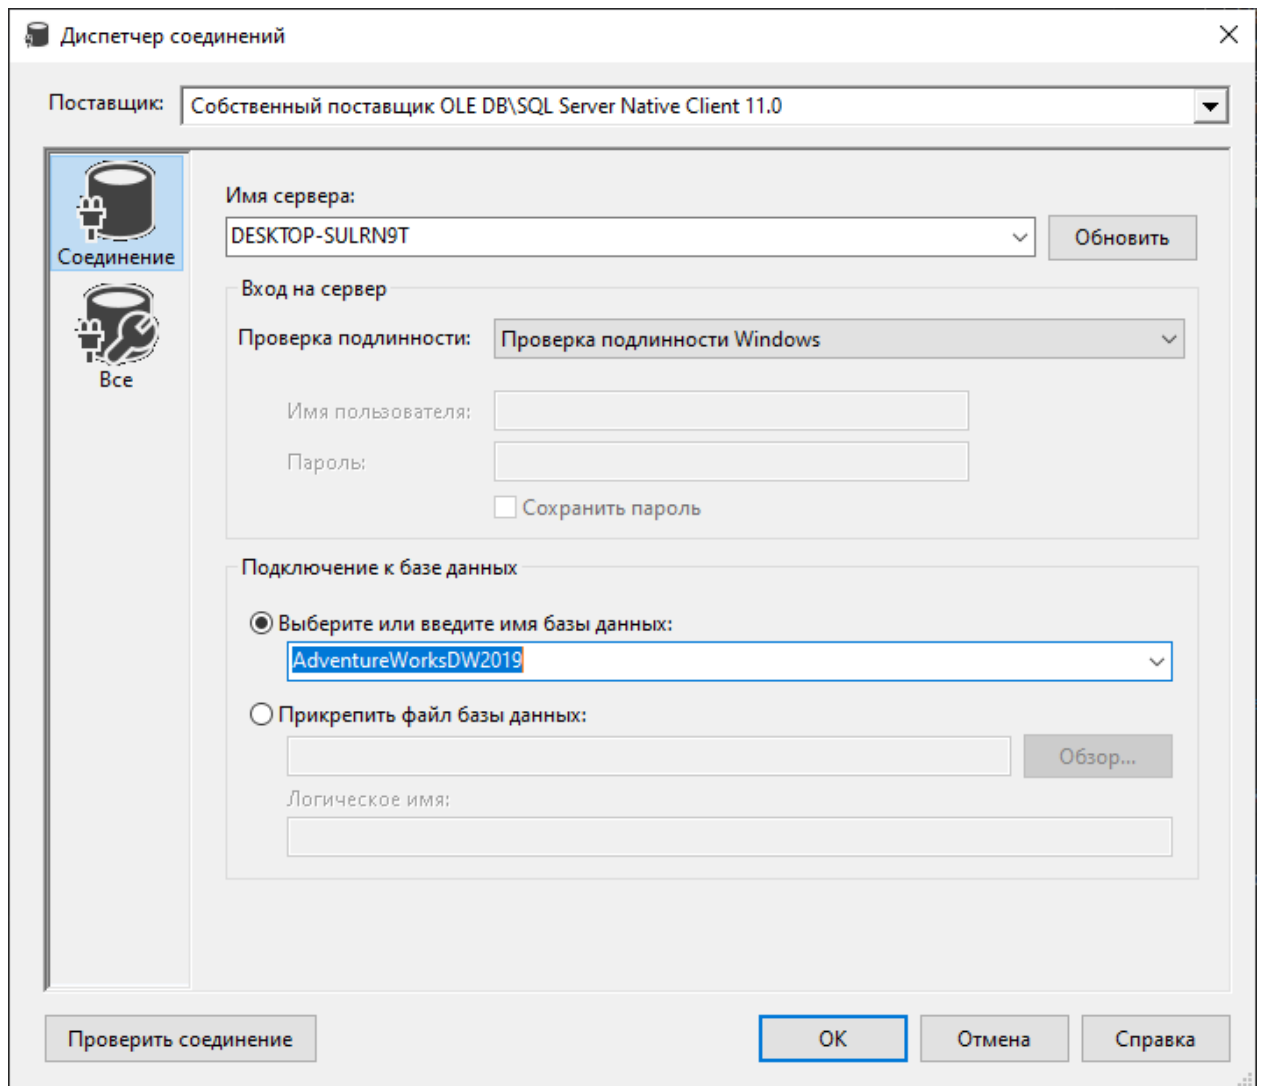 Диспетчер соединений
Поставщик: Собственный поставщик OLE DB\SQL Server Native Client 11.0
Соединение
Все
Имя сервера:
DESKTOP-SULRN9T Обновить
Вход на сервер
Проверка подлинности: Проверка подлинности Windows
Имя пользователя:
Пароль:
Сохранить пароль
Подключение к базе данных
Выберите или введите имя базы данных:
AdventureWorksDW2019
Прикрепить файл базы данных:
Обзор...
Логическое имя:
Проверить соединение ОК Отмена Справка